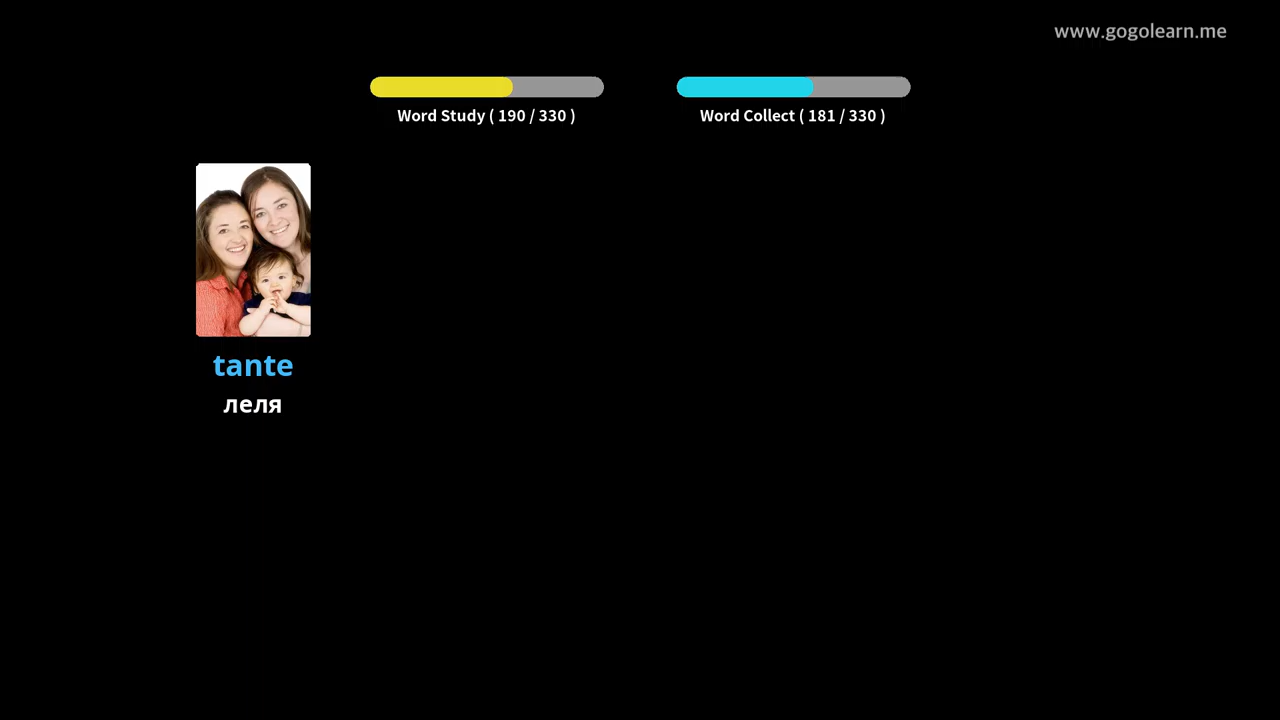 www.gogolearn.me
Word Study ( 190 / 330 )
Word Collect ( 181 / 330 )
tante
леля